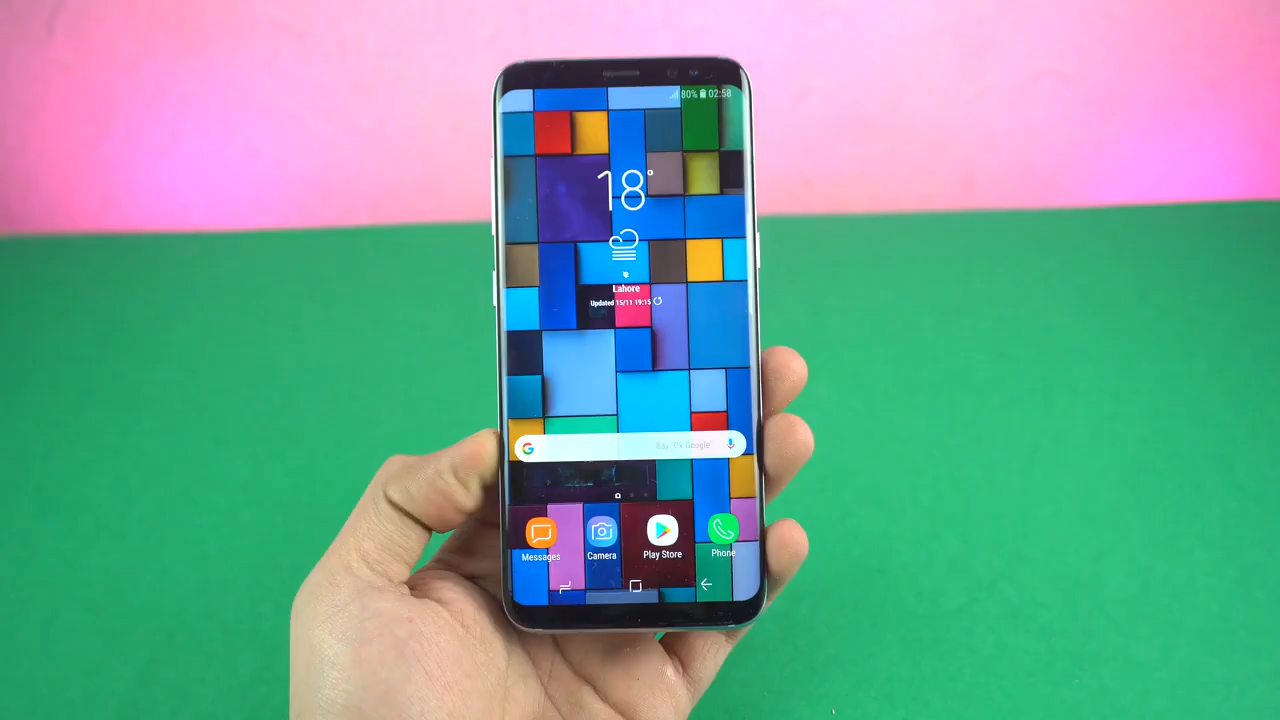 80% 02:58
18°
Lahore
Updated 15/11 19:15
G Say "Ok Google"
Messages Camera Play Store Phone